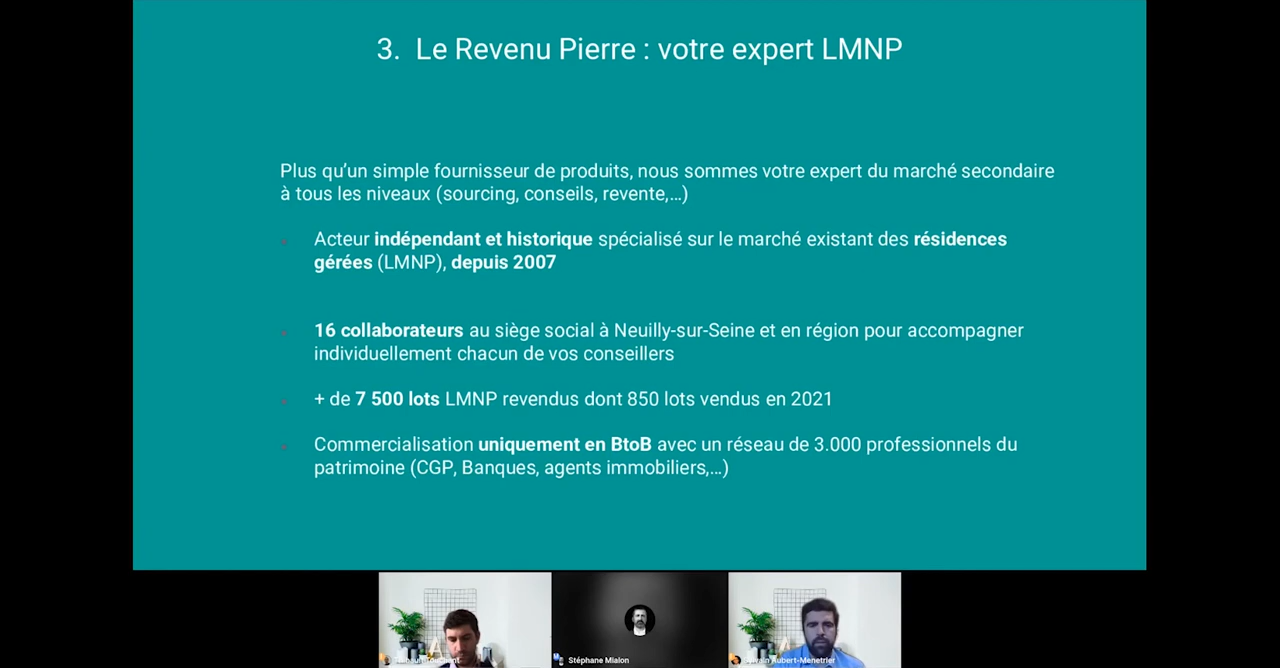 3. Le Revenu Pierre : votre expert LMNP
Plus qu’un simple fournisseur de produits, nous sommes votre expert du marché secondaire
à tous les niveaux (sourcing, conseils, revente,...)
Acteur indépendant et historique spécialisé sur le marché existant des résidences
gérées (LMNP), depuis 2007
16 collaborateurs au siège social à Neuilly-sur-Seine et en région pour accompagner
individuellement chacun de vos conseillers
+ de 7 500 lots LMNP revendus dont 850 lots vendus en 2021
Commercialisation uniquement en BtoB avec un réseau de 3.000 professionnels du
patrimoine (CGP, Banques, agents immobiliers,...)
Stéphane Mialon
Aubert-Menetrier